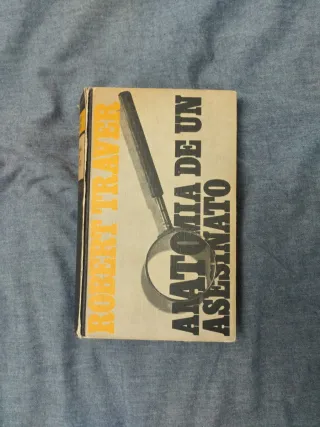 ROBERT TRAVER
ANATOMIA DE UN
ASESINATO